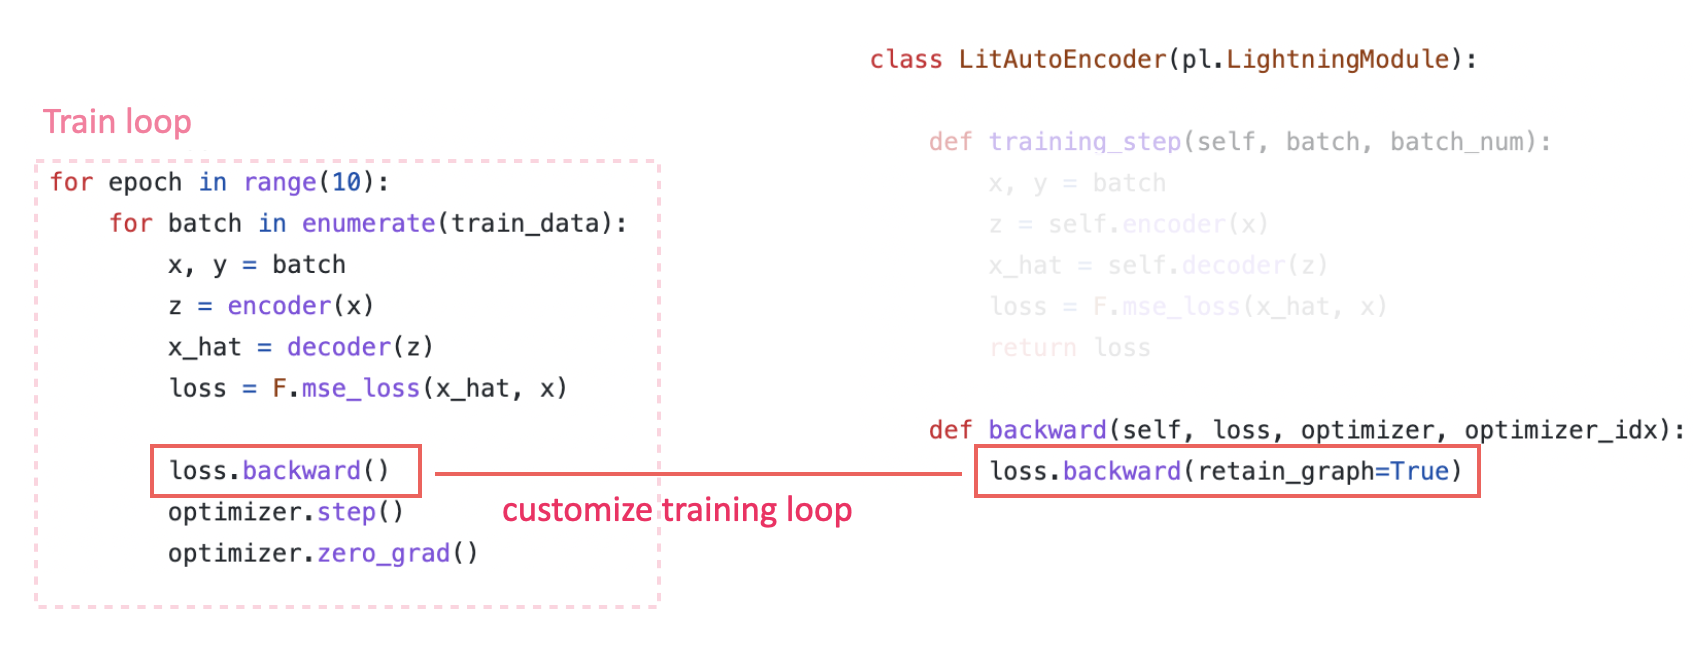 Train loop
for epoch in range(10):
    for batch in enumerate(train_data):
        x, y = batch
        z = encoder(x)
        x_hat = decoder(z)
        loss = F.mse_loss(x_hat, x)
        loss.backward()
        optimizer.step()
        optimizer.zero_grad()
customize training loop
class LitAutoEncoder(pl.LightningModule):
    def training_step(self, batch, batch_num):
        x, y = batch
        z = self.encoder(x)
        x_hat = self.decoder(z)
        loss = F.mse_loss(x_hat, x)
        return loss
    def backward(self, loss, optimizer, optimizer_idx):
        loss.backward(retain_graph=True)